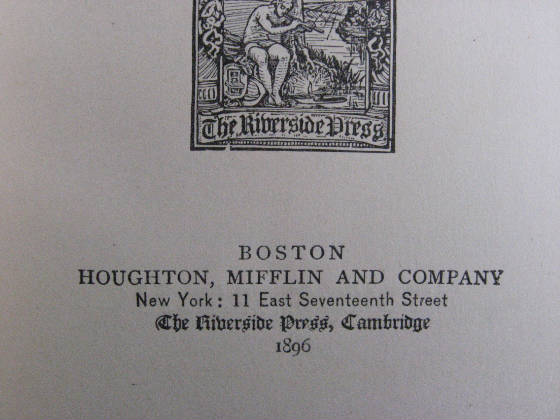 The Riverside Press
BOSTON
HOUGHTON, MIFFLIN AND COMPANY
New York: 11 East Seventeenth Street
The Riverside Press, Cambridge
1896